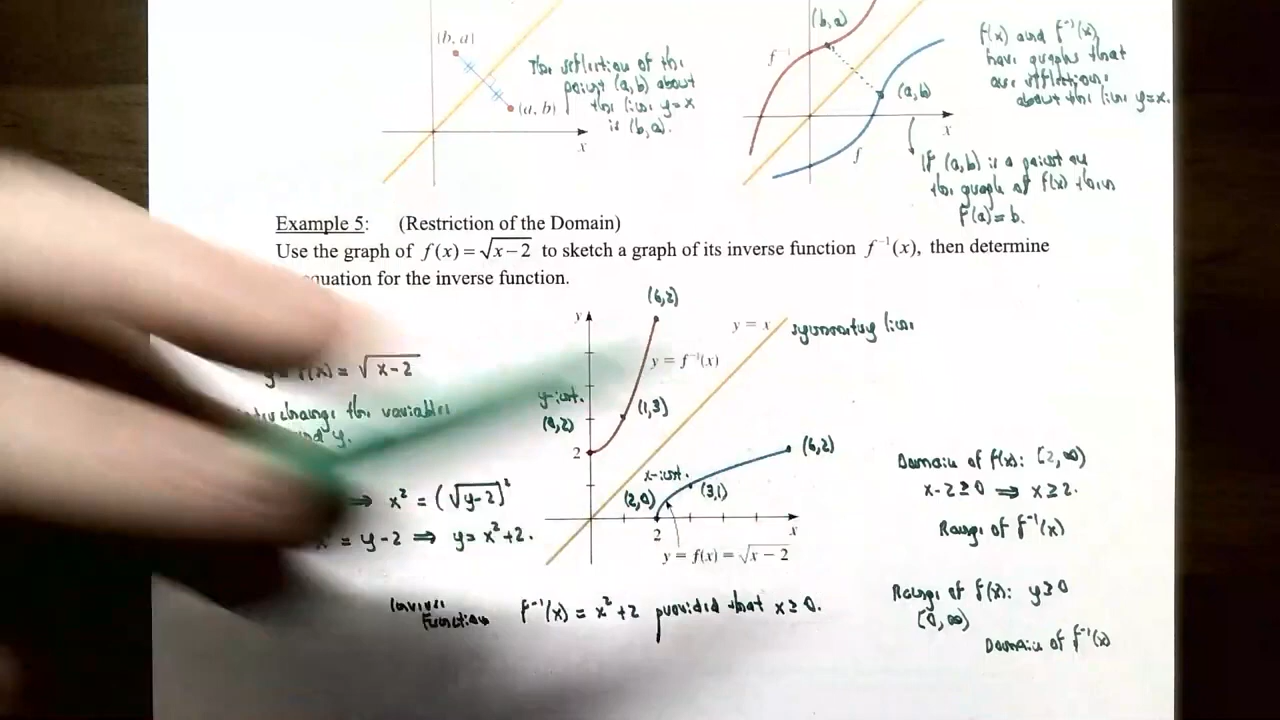 (b, a)
The reflection of the
point (a,b) about
the line y=x
is (b,a).
(a, b)
x
(b,a)
f⁻¹
(a,b)
x
f
f(x) and f⁻¹(x)
have graphs that
are reflections
about the line y=x.
If (a,b) is a point on
the graph of f(x) then
f(a)=b.
Example 5: (Restriction of the Domain)
Use the graph of f(x) = √x−2 to sketch a graph of its inverse function f⁻¹(x), then determine
equation for the inverse function.
y = f(x) = √x-2
interchange the variables
and y.
⇒ x² = (√y-2)²
x² = y-2 ⇒ y= x²+2.
y
(6,2)
y = x
symmetry line
y = f⁻¹(x)
y-int.
(0,2)
(1,3)
2
x-int.
(2,0)
(3,1)
(6,2)
2
x
y = f(x) = √x − 2
Domain of f(x): [2,∞)
x-2≥0 ⇒ x≥2.
Range of f⁻¹(x)
Range of f(x): y≥0
[0,∞)
Domain of f⁻¹(x)
Inverse
Function
f⁻¹(x) = x²+2 provided that x≥0.